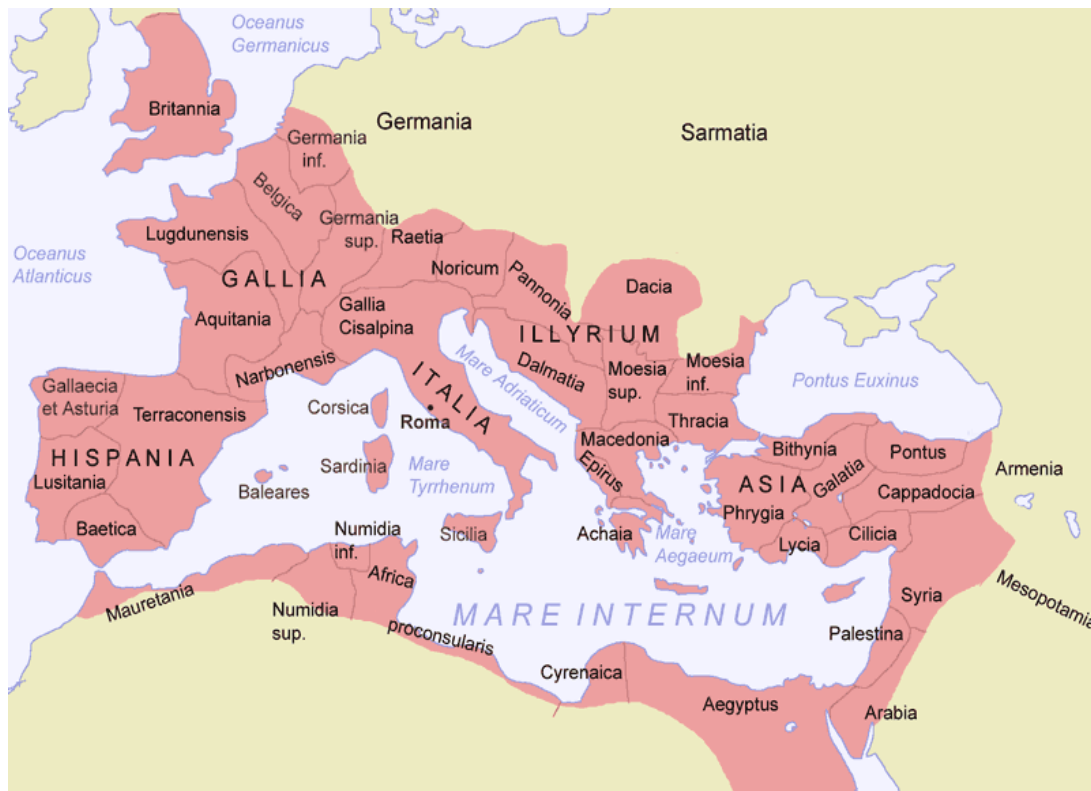 Oceanus
Germanicus
Britannia
Germania
Sarmatia
Germania
inf.
Belgica
Germania
sup.
Lugdunensis
Raetia
Oceanus
Atlanticus
Noricum
Pannonia
GALLIA
Dacia
Gallia
Cisalpina
Aquitania
ILLYRIUM
Narbonensis
Mare Adriaticum
Dalmatia
Moesia
sup.
Moesia
inf.
Pontus Euxinus
Gallaecia
et Asturia
Terraconensis
Corsica
ITALIA
Roma
Thracia
Macedonia
Bithynia
Galatia
Pontus
HISPANIA
Lusitania
Sardinia
Mare
Tyrrhenum
Epirus
ASIA
Armenia
Baleares
Cappadocia
Phrygia
Baetica
Numidia
inf.
Sicilia
Achaia
Mare
Aegaeum
Lycia
Cilicia
Africa
proconsularis
Mauretania
Numidia
sup.
MARE INTERNUM
Syria
Mesopotamia
Palestina
Cyrenaica
Aegyptus
Arabia